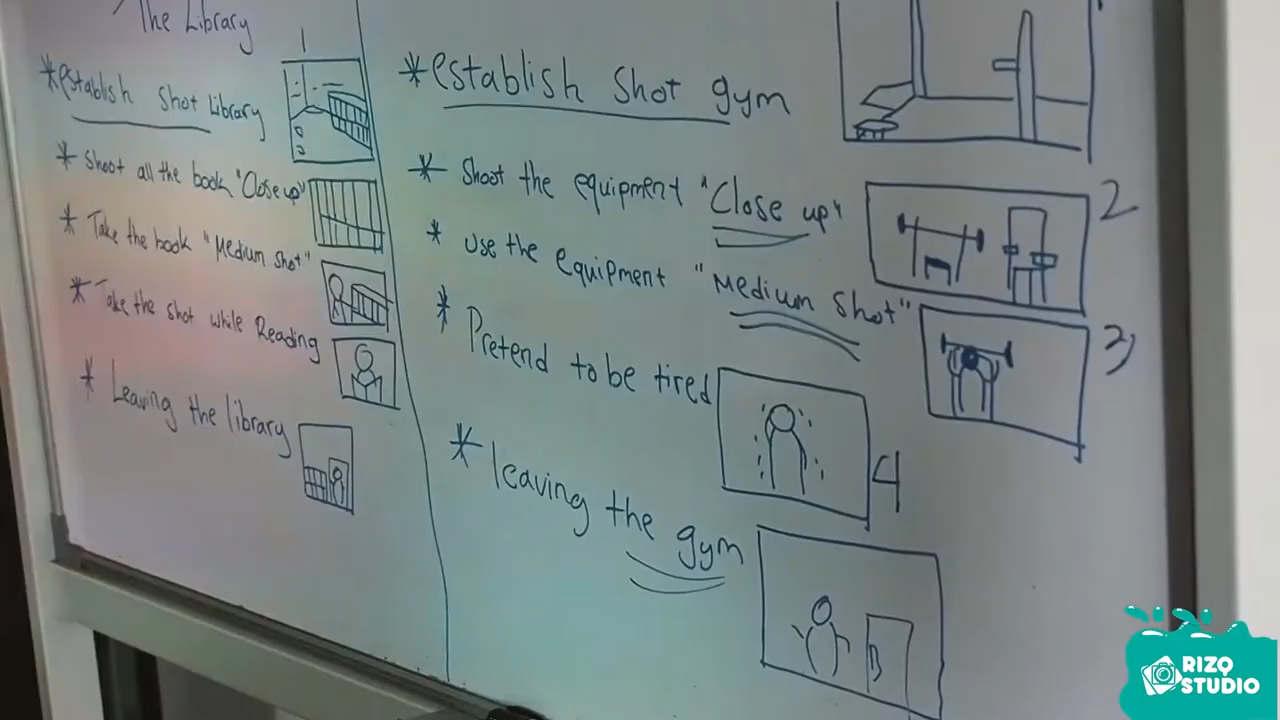 The Library
1
*establish shot Library
* Shoot all the book "Close up"
* Take the book "Medium shot"
* Take the shot while Reading
* Leaving the library
*establish shot gym
* Shoot the equipment "Close up"
2
* use the equipment "Medium shot"
3)
* Pretend to be tired
4
* leaving the gym
RIZQ
STUDIO